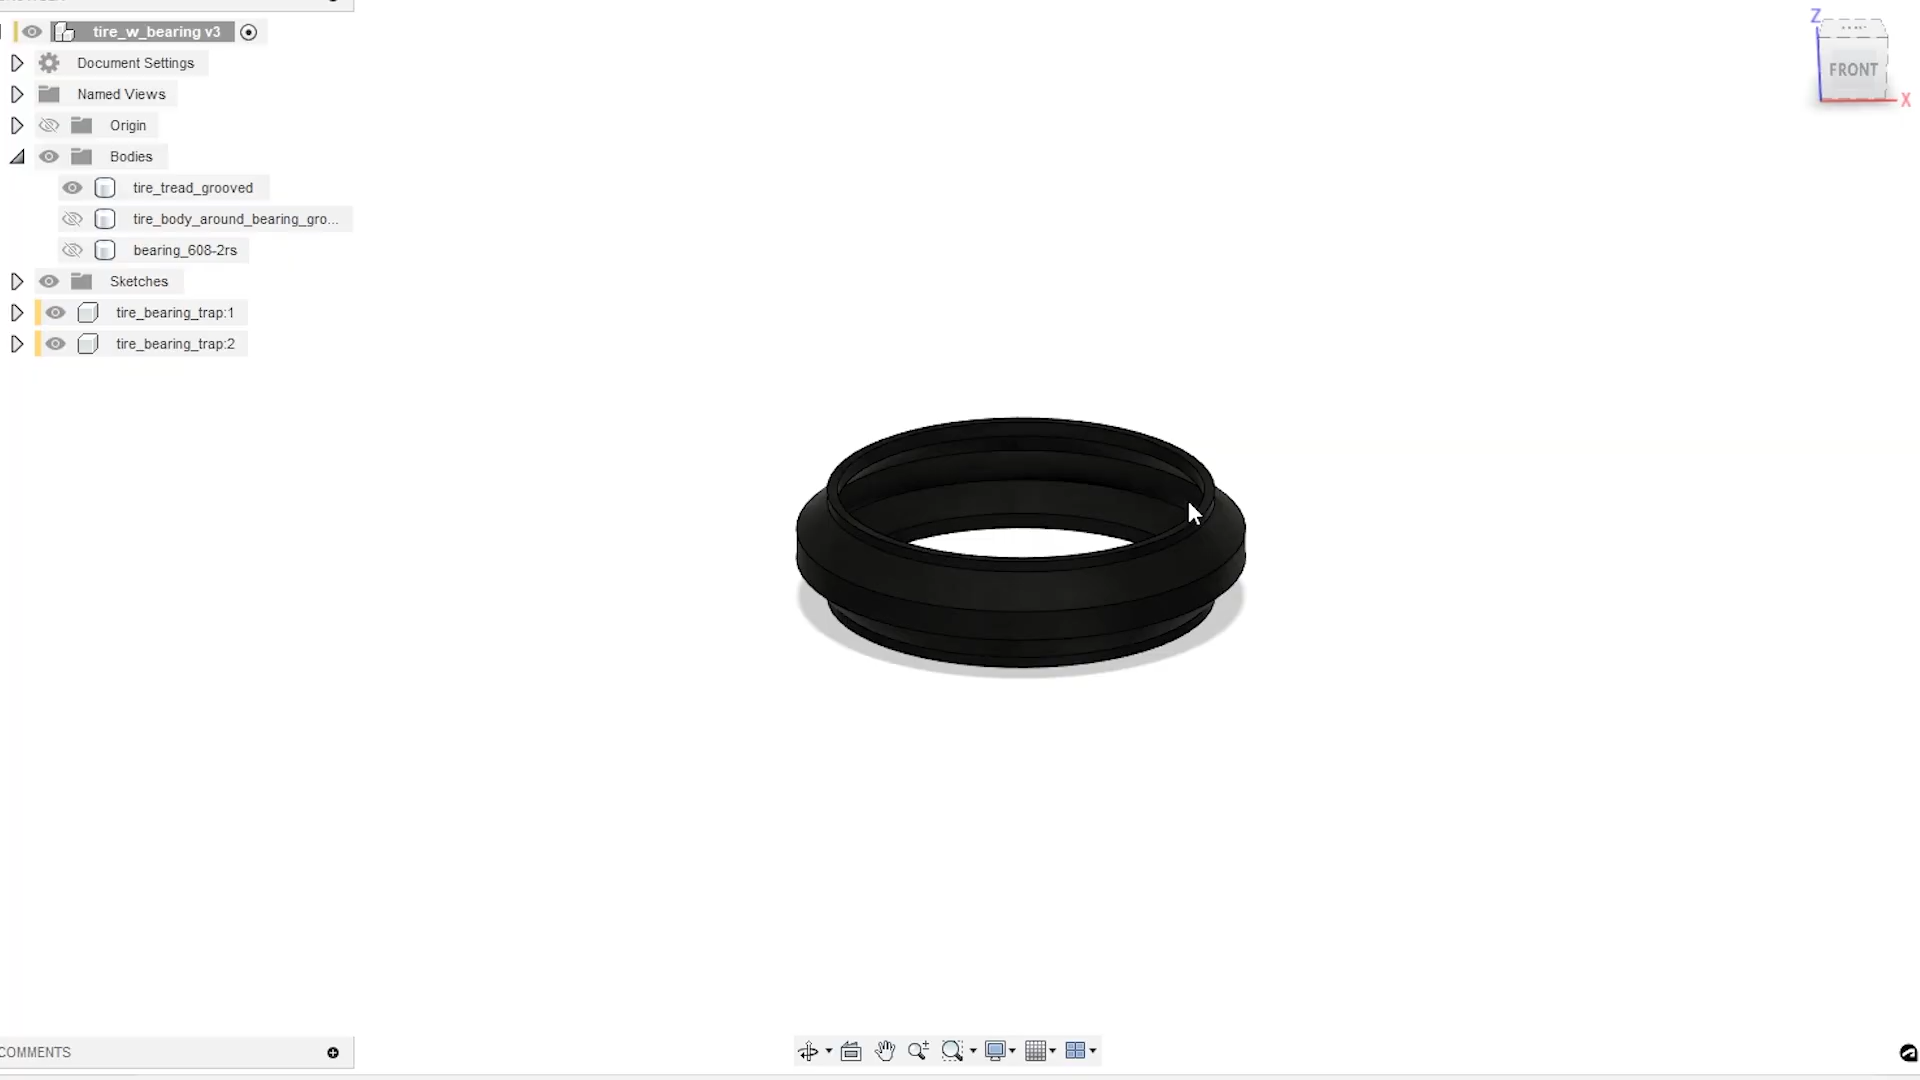 tire_w_bearing v3
Document Settings
Named Views
Origin
Bodies
tire_tread_grooved
tire_body_around_bearing_gro...
bearing_608-2rs
Sketches
tire_bearing_trap:1
tire_bearing_trap:2
Z
FRONT
X
COMMENTS